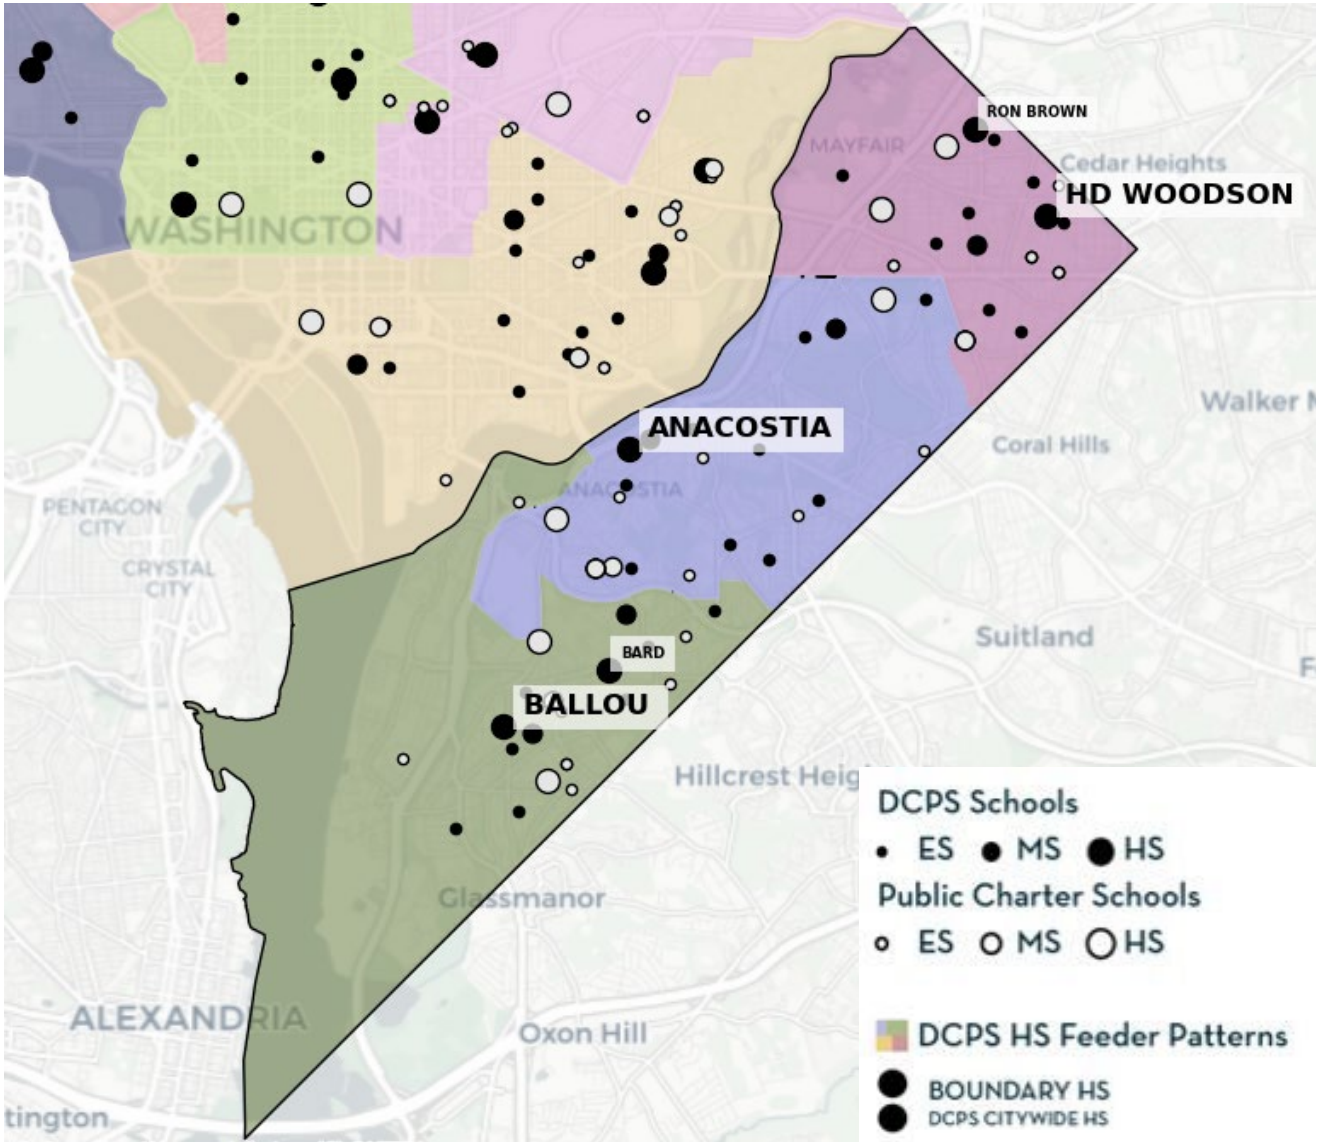 RON BROWN
MAYFAIR
Cedar Heights
HD WOODSON
WASHINGTON
Walker
ANACOSTIA
Coral Hills
ANACOSTIA
PENTAGON
CITY
CRYSTAL
CITY
Suitland
BARD
BALLOU
Hillcrest Heig
DCPS Schools
ES MS HS
Public Charter Schools
ES MS HS
Glassmanor
ALEXANDRIA
Oxon Hill
DCPS HS Feeder Patterns
BOUNDARY HS
DCPS CITYWIDE HS
tington